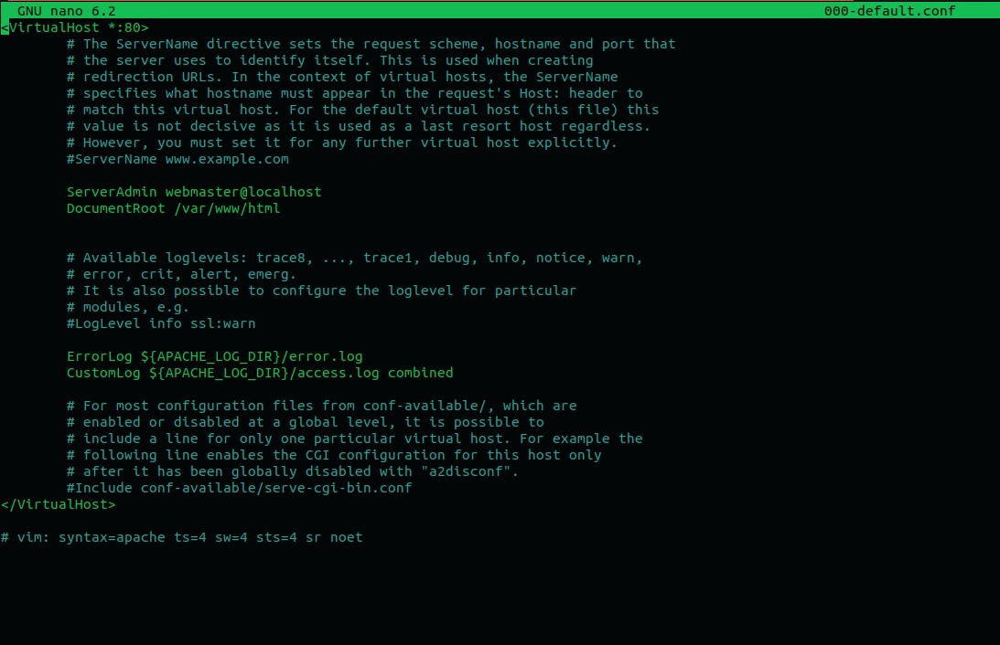 GNU nano 6.2 000-default.conf
<VirtualHost *:80>
# The ServerName directive sets the request scheme, hostname and port that
# the server uses to identify itself. This is used when creating
# redirection URLs. In the context of virtual hosts, the ServerName
# specifies what hostname must appear in the request's Host: header to
# match this virtual host. For the default virtual host (this file) this
# value is not decisive as it is used as a last resort host regardless.
# However, you must set it for any further virtual host explicitly.
#ServerName www.example.com
ServerAdmin webmaster@localhost
DocumentRoot /var/www/html
# Available loglevels: trace8, ..., trace1, debug, info, notice, warn,
# error, crit, alert, emerg.
# It is also possible to configure the loglevel for particular
# modules, e.g.
#LogLevel info ssl:warn
ErrorLog ${APACHE_LOG_DIR}/error.log
CustomLog ${APACHE_LOG_DIR}/access.log combined
# For most configuration files from conf-available/, which are
# enabled or disabled at a global level, it is possible to
# include a line for only one particular virtual host. For example the
# following line enables the CGI configuration for this host only
# after it has been globally disabled with "a2disconf".
#Include conf-available/serve-cgi-bin.conf
</VirtualHost>
# vim: syntax=apache ts=4 sw=4 sts=4 sr noet